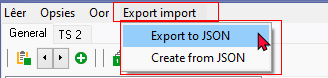 Lêer Opsies Oor Export import
General TS 2
Export to JSON
Create from JSON